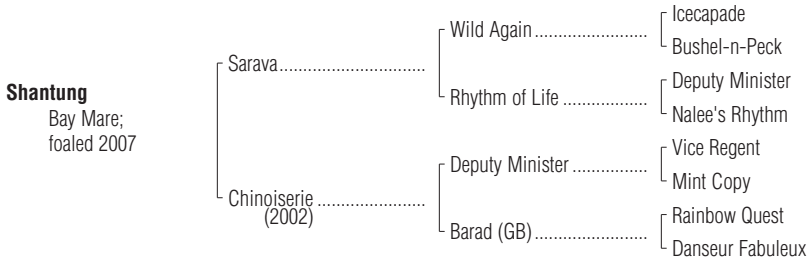 Shantung
Bay Mare;
foaled 2007
Sarava
Chinoiserie
(2002)
Wild Again
Rhythm of Life
Deputy Minister
Barad (GB)
Icecapade
Bushel-n-Peck
Deputy Minister
Nalee's Rhythm
Vice Regent
Mint Copy
Rainbow Quest
Danseur Fabuleux